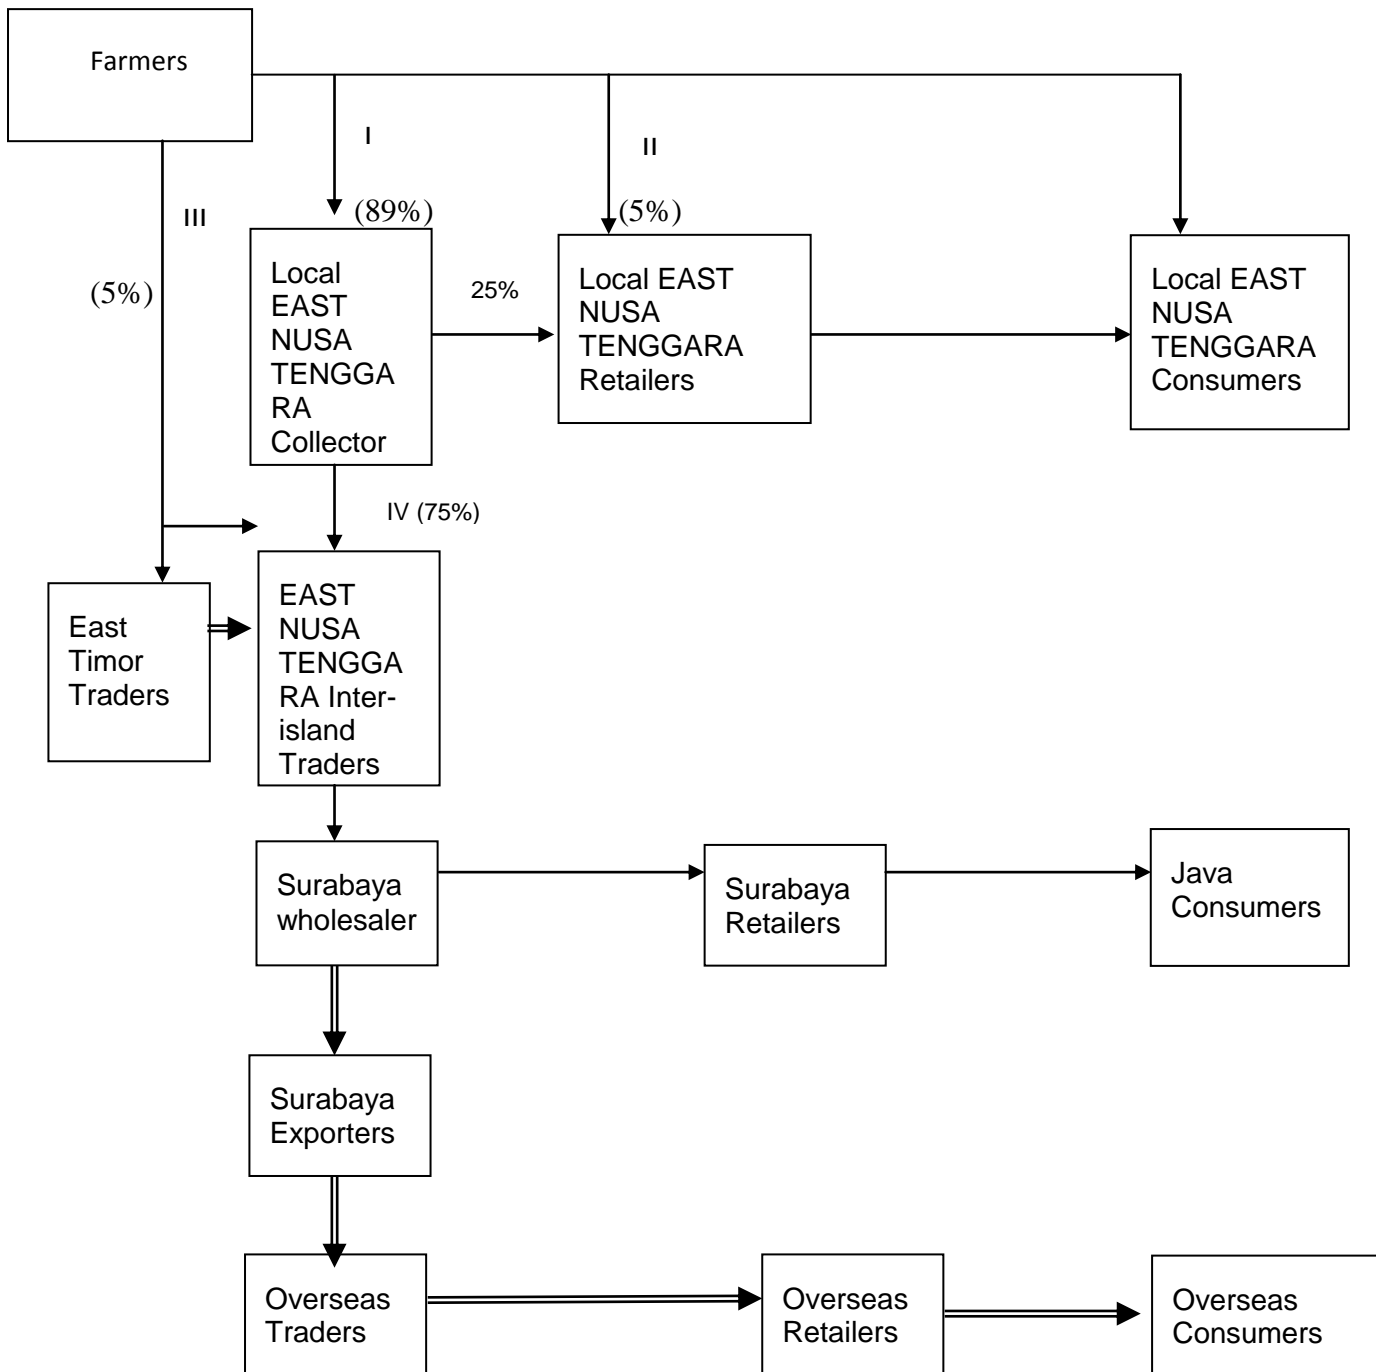 Farmers
I
II
III
(89%)
(5%)
(5%)
Local
EAST
NUSA
TENGGA
RA
Collector
25%
Local EAST
NUSA
TENGGARA
Retailers
Local EAST
NUSA
TENGGARA
Consumers
IV (75%)
East
Timor
Traders
EAST
NUSA
TENGGA
RA Inter-
island
Traders
Surabaya
wholesaler
Surabaya
Retailers
Java
Consumers
Surabaya
Exporters
Overseas
Traders
Overseas
Retailers
Overseas
Consumers